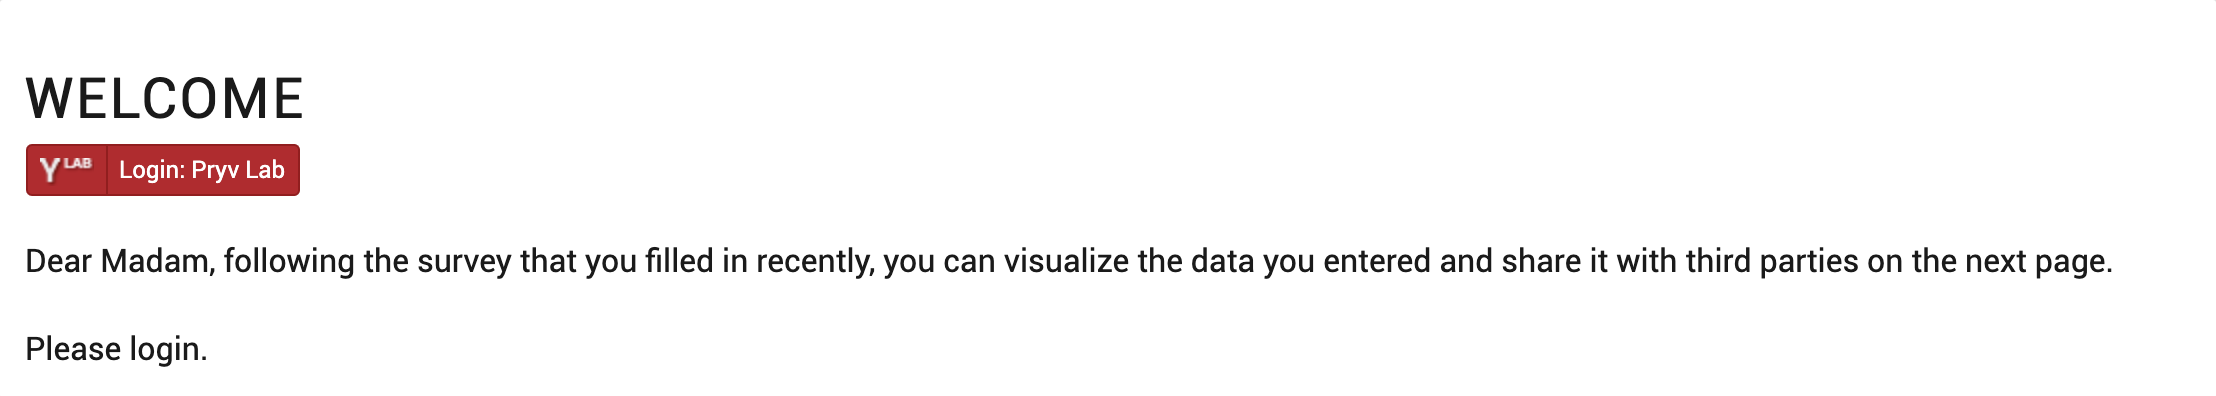 WELCOME
Y LAB Login: Pryv Lab
Dear Madam, following the survey that you filled in recently, you can visualize the data you entered and share it with third parties on the next page.
Please login.